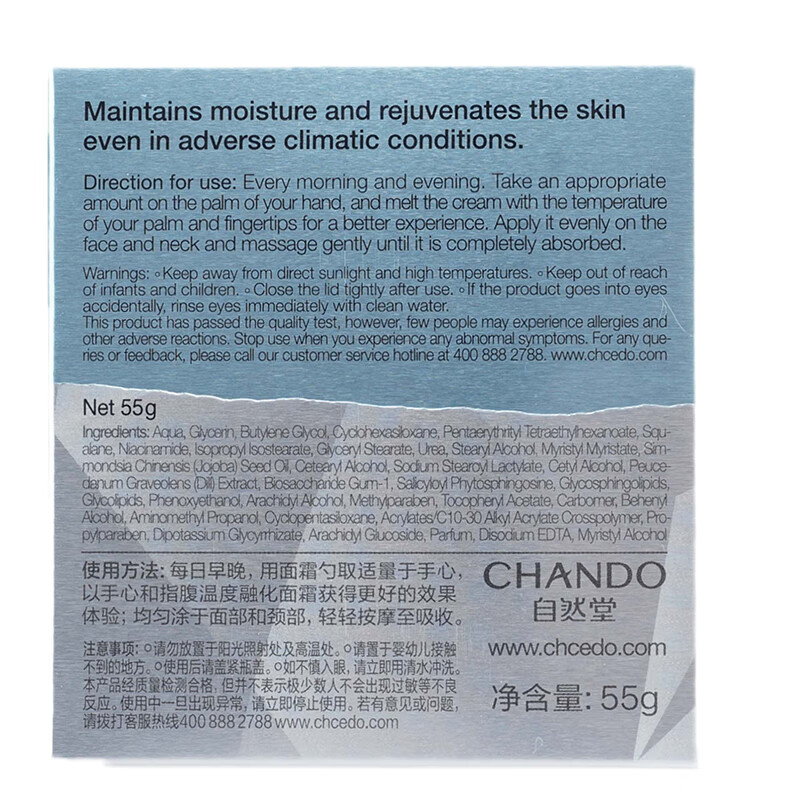 Maintains moisture and rejuvenates the skin
even in adverse climatic conditions.
Direction for use: Every morning and evening. Take an appropriate
amount on the palm of your hand, and melt the cream with the temperature
of your palm and fingertips for a better experience. Apply it evenly on the
face and neck and massage gently until it is completely absorbed.
Warnings: ∘Keep away from direct sunlight and high temperatures. ∘Keep out of reach
of infants and children. ∘Close the lid tightly after use. ∘If the product goes into eyes
accidentally, rinse eyes immediately with clean water.
This product has passed the quality test, however, few people may experience allergies and
other adverse reactions. Stop use when you experience any abnormal symptoms. For any que-
ries or feedback, please call our customer service hotline at 400 888 2788. www.chcedo.com
Net 55g
Ingredients: Aqua, Glycerin, Butylene Glycol, Cyclohexasiloxane, Pentaerythrityl Tetraethylhexanoate, Squ-
alane, Niacinamide, Isopropyl Isostearate, Glyceryl Stearate, Urea, Stearyl Alcohol, Myristyl Myristate, Sim-
mondsia Chinensis (Jojoba) Seed Oil, Cetearyl Alcohol, Sodium Stearoyl Lactylate, Cetyl Alcohol, Peuce-
danum Graveolens (Dill) Extract, Biosaccharide Gum-1, Salicyloyl Phytosphingosine, Glycosphingolipids,
Glycolipids, Phenoxyethanol, Arachidyl Alcohol, Methylparaben, Tocopheryl Acetate, Carbomer, Behenyl
Alcohol, Aminomethyl Propanol, Cyclopentasiloxane, Acrylates/C10-30 Alkyl Acrylate Crosspolymer, Pro-
pylparaben, Dipotassium Glycyrrhizate, Arachidyl Glucoside, Parfum, Disodium EDTA, Myristyl Alcohol
使用方法: 每日早晚，用面霜勺取适量于手心，
以手心和指腹温度融化面霜获得更好的效果
体验；均匀涂于面部和颈部，轻轻按摩至吸收。
注意事项: ∘请勿放置于阳光照射处及高温处。∘请置于婴幼儿接触
不到的地方。∘使用后请盖紧瓶盖。∘如不慎入眼，请立即用清水冲洗。
本产品经质量检测合格，但并不表示极少数人不会出现过敏等不良
反应。使用中一旦出现异常，请立即停止使用。若有意见或问题，
请拨打客服热线400 888 2788 www.chcedo.com
CHANDO
自然堂
www.chcedo.com
净含量: 55g